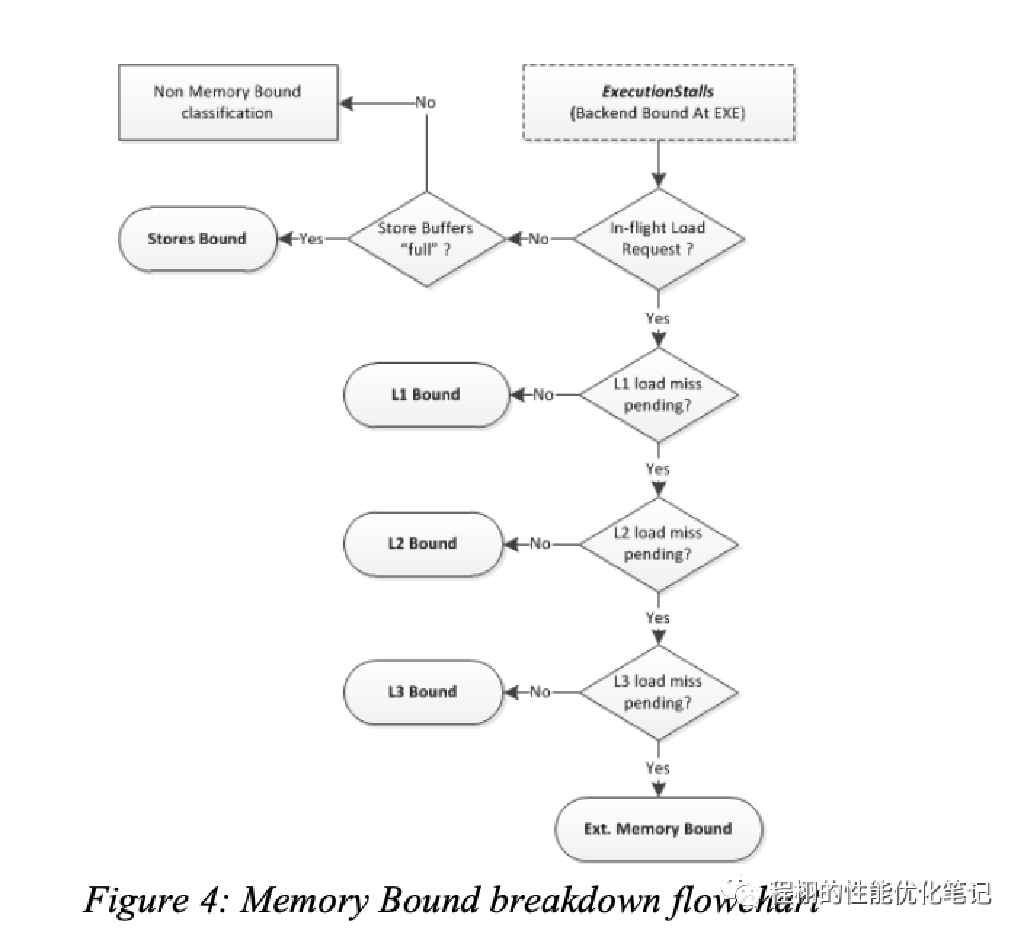 Non Memory Bound
classification
No
ExecutionStalls
(Backend Bound At EXE)
Stores Bound
Yes
Store Buffers
"full" ?
No
In-flight Load
Request ?
Yes
L1 Bound
No
L1 load miss
pending?
Yes
L2 Bound
No
L2 load miss
pending?
Yes
L3 Bound
No
L3 load miss
pending?
Yes
Ext. Memory Bound
Figure 4: Memory Bound breakdown flowchart
程栩的性能优化笔记